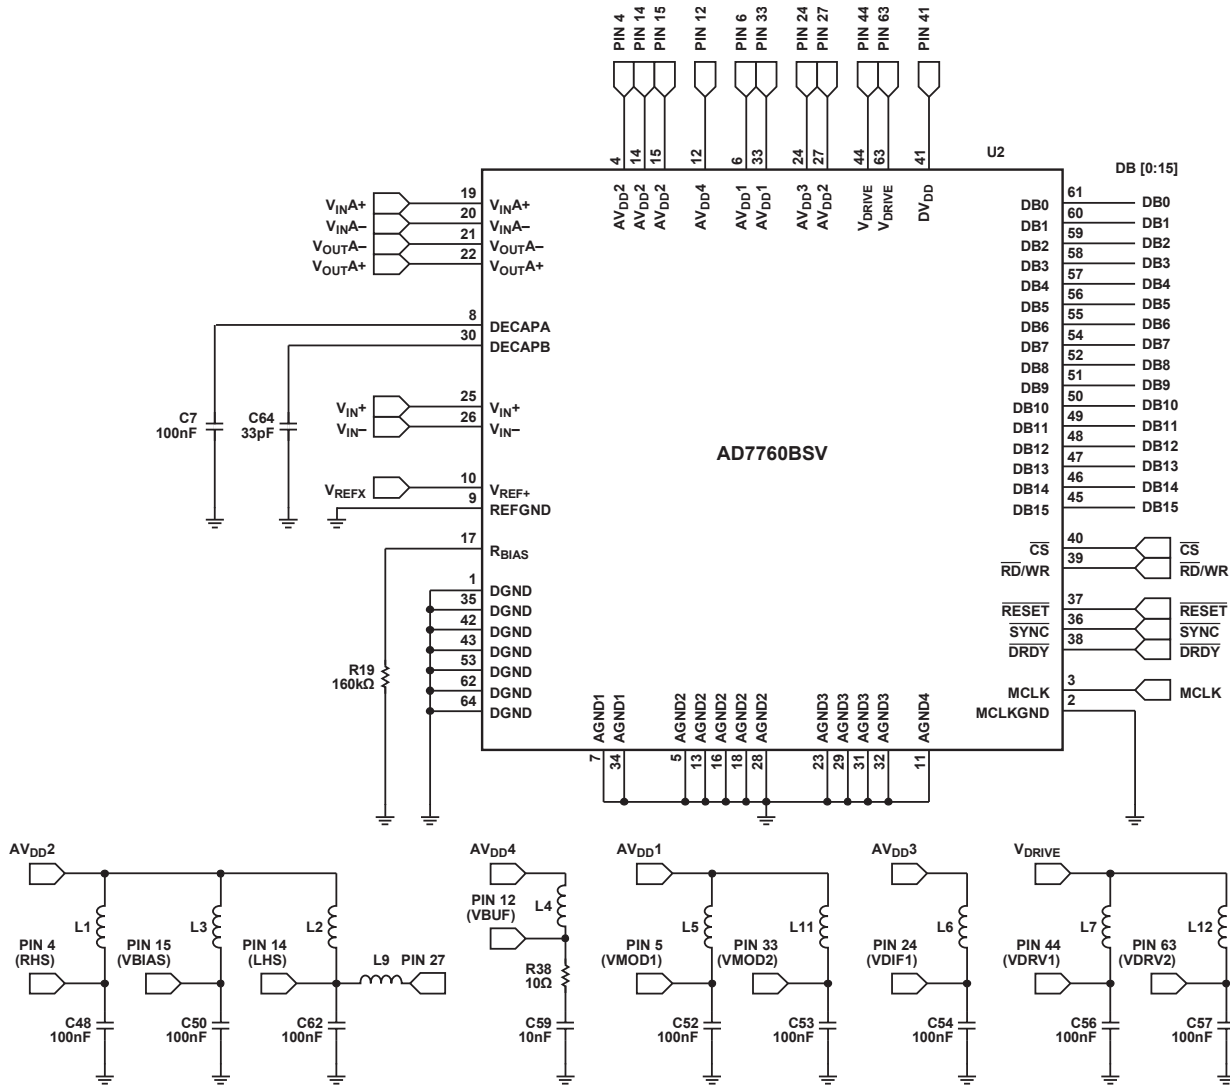 PIN 4
PIN 14
PIN 15
PIN 12
PIN 6
PIN 33
PIN 24
PIN 27
PIN 44
PIN 63
PIN 41
4
14
15
12
6
33
24
27
44
63
41
U2
DB [0:15]
AVDD2
AVDD2
AVDD2
AVDD4
AVDD1
AVDD1
AVDD3
AVDD2
VDRIVE
VDRIVE
DVDD
VINA+ 19 VINA+
VINA− 20 VINA−
VOUTA− 21 VOUTA−
VOUTA+ 22 VOUTA+
8 DECAPA
30 DECAPB
C7
100nF
C64
33pF
VIN+ 25 VIN+
VIN− 26 VIN−
VREFX 10 VREF+
9 REFGND
17 RBIAS
1 DGND
35 DGND
42 DGND
43 DGND
53 DGND
62 DGND
64 DGND
R19
160kΩ
AD7760BSV
DB0 61 DB0
DB1 60 DB1
DB2 59 DB2
DB3 58 DB3
DB4 57 DB4
DB5 56 DB5
DB6 55 DB6
DB7 54 DB7
DB8 52 DB8
DB9 51 DB9
DB10 50 DB10
DB11 49 DB11
DB12 48 DB12
DB13 47 DB13
DB14 46 DB14
DB15 45 DB15
CS 40 CS
RD/WR 39 RD/WR
RESET 37 RESET
SYNC 36 SYNC
DRDY 38 DRDY
MCLK 3 MCLK
MCLKGND 2
AGND1
AGND1
AGND2
AGND2
AGND2
AGND2
AGND2
AGND3
AGND3
AGND3
AGND3
AGND4
7
34
5
13
16
18
28
23
29
31
32
11
AVDD2
L1
L3
L2
PIN 4
(RHS)
PIN 15
(VBIAS)
PIN 14
(LHS)
L9 PIN 27
C48
100nF
C50
100nF
C62
100nF
AVDD4
PIN 12
(VBUF)
L4
R38
10Ω
C59
10nF
AVDD1
L5
L11
PIN 5
(VMOD1)
PIN 33
(VMOD2)
C52
100nF
C53
100nF
AVDD3
L6
PIN 24
(VDIF1)
C54
100nF
VDRIVE
L7
L12
PIN 44
(VDRV1)
PIN 63
(VDRV2)
C56
100nF
C57
100nF